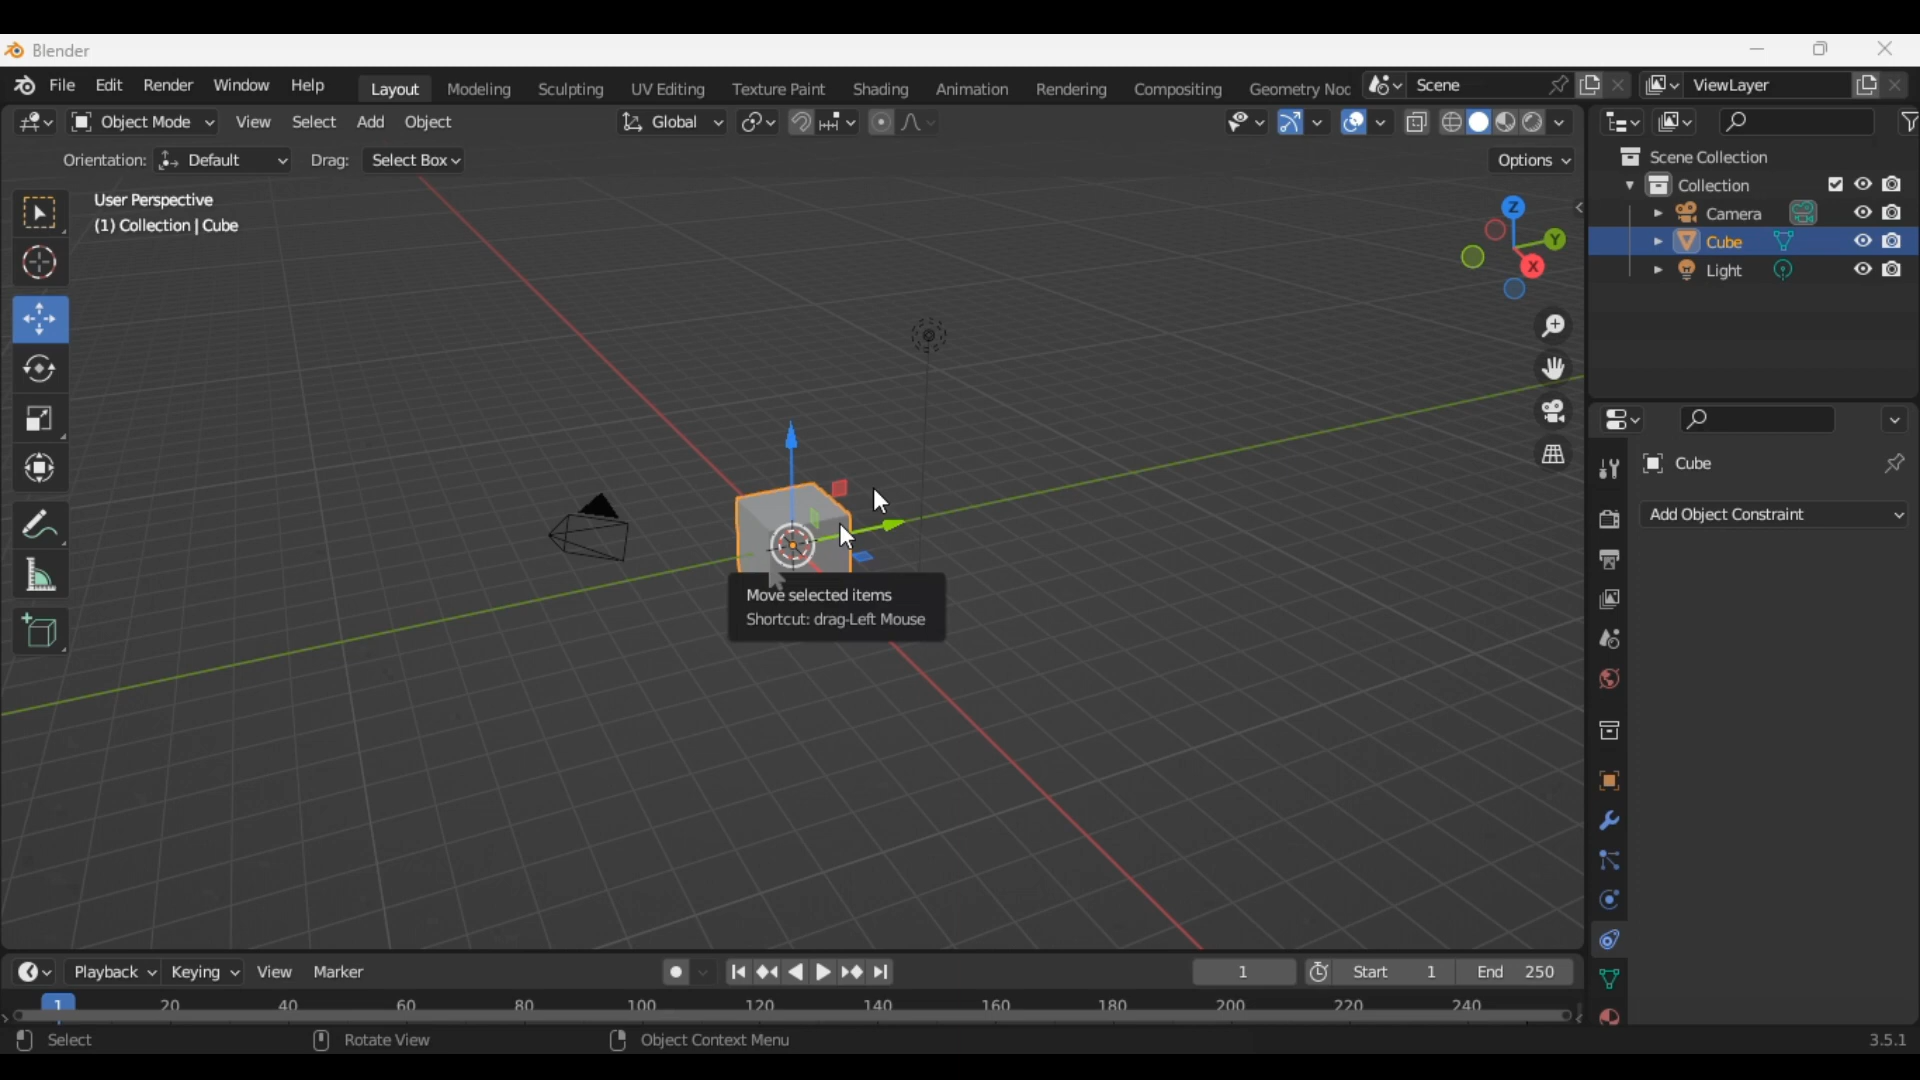 Blender
File Edit Render Window Help Layout Modeling Sculpting UV Editing Texture Paint Shading Animation Rendering Compositing Geometry Noc Scene ViewLayer
Object Mode View Select Add Object Global
Orientation: Default Drag: Select Box Options
User Perspective
(1) Collection | Cube
Z
Y
X
Scene Collection
Collection
Camera
Cube
Light
Cube
Add Object Constraint
Move selected items
Shortcut: drag-Left Mouse
Playback Keying View Marker 1 Start 1 End 250
1 20 40 60 80 100 120 140 160 180 200 220 240
Select Rotate View Object Context Menu 3.5.1